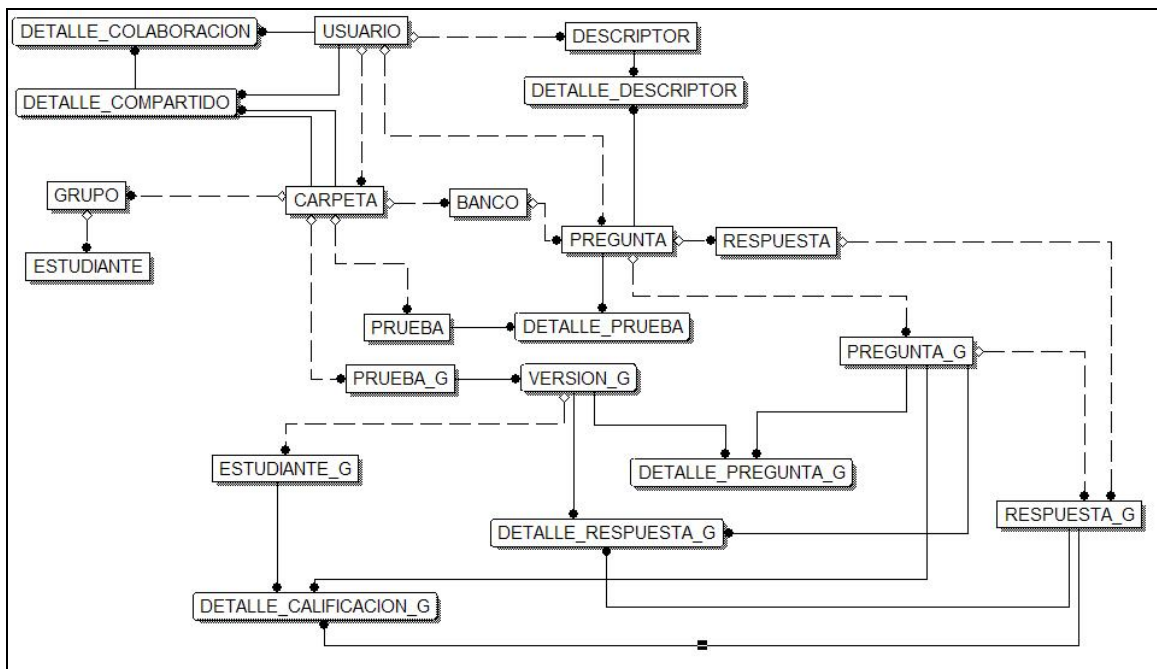 DETALLE_COLABORACION
USUARIO
DESCRIPTOR
DETALLE_COMPARTIDO
DETALLE_DESCRIPTOR
GRUPO
CARPETA
BANCO
PREGUNTA
RESPUESTA
ESTUDIANTE
PRUEBA
DETALLE_PRUEBA
PREGUNTA_G
PRUEBA_G
VERSION_G
ESTUDIANTE_G
DETALLE_PREGUNTA_G
RESPUESTA_G
DETALLE_RESPUESTA_G
DETALLE_CALIFICACION_G